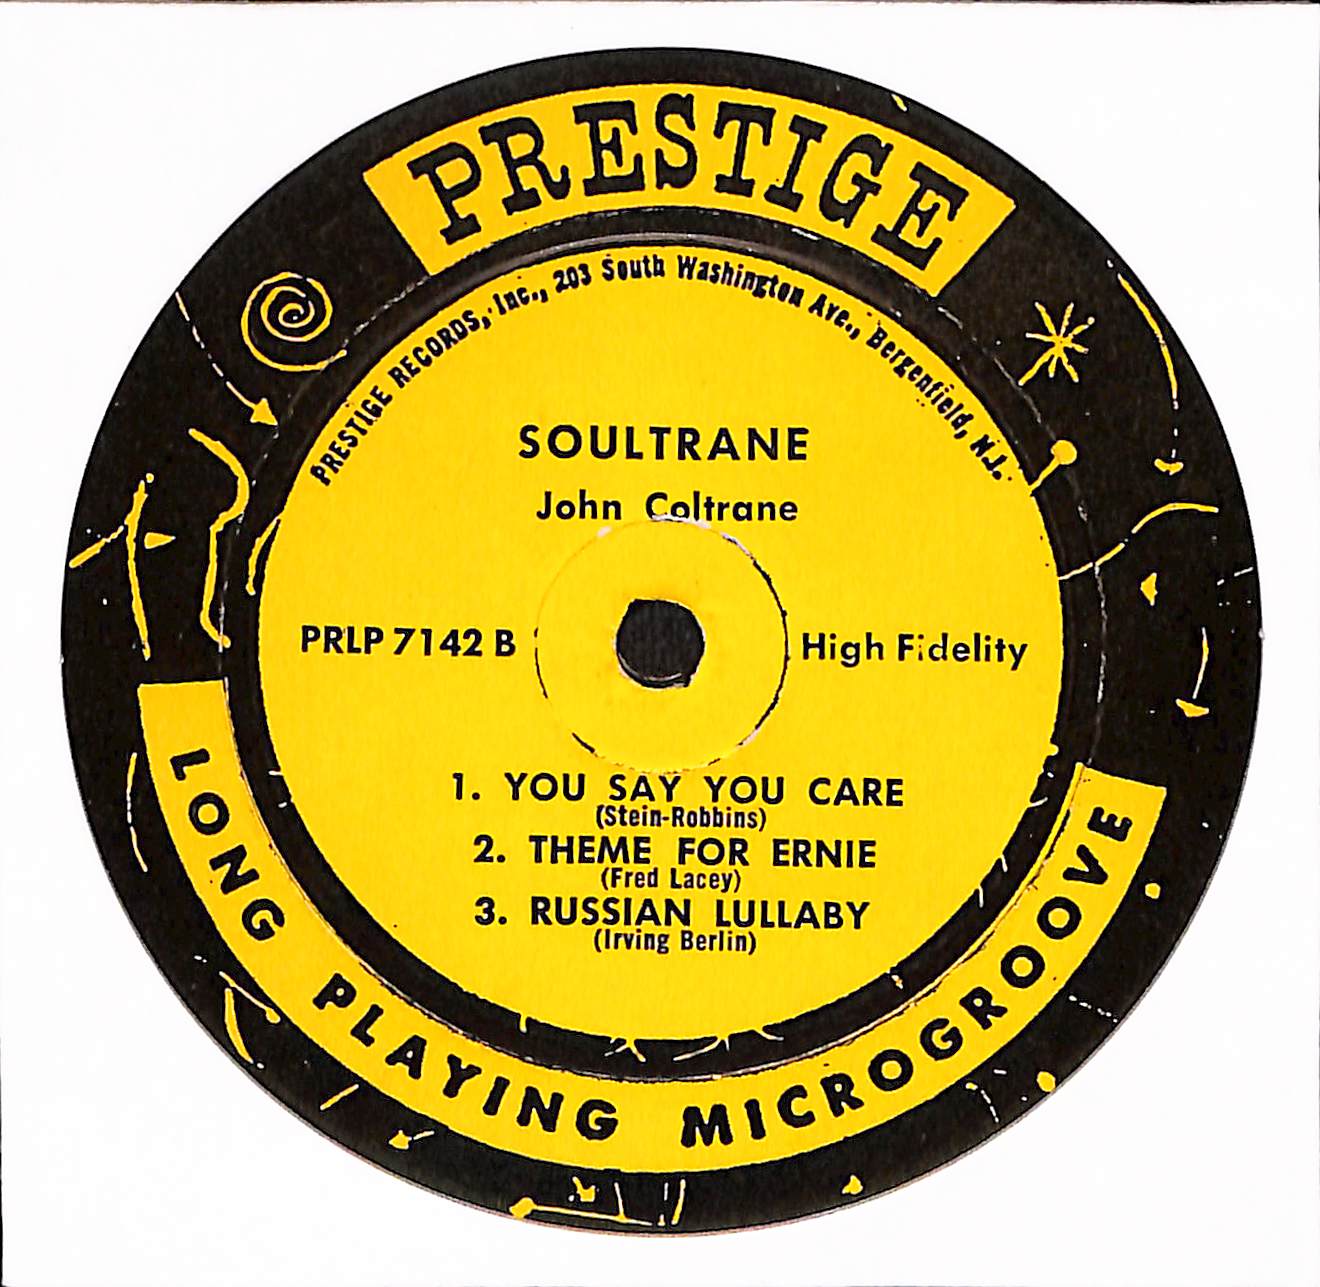 PRESTIGE
PRESTIGE RECORDS, Inc., 203 South Washington Ave., Bergenfield, N.J.
SOULTRANE
John Coltrane
PRLP 7142 B
High Fidelity
1. YOU SAY YOU CARE
(Stein-Robbins)
2. THEME FOR ERNIE
(Fred Lacey)
3. RUSSIAN LULLABY
(Irving Berlin)
LONG PLAYING MICROGROOVE